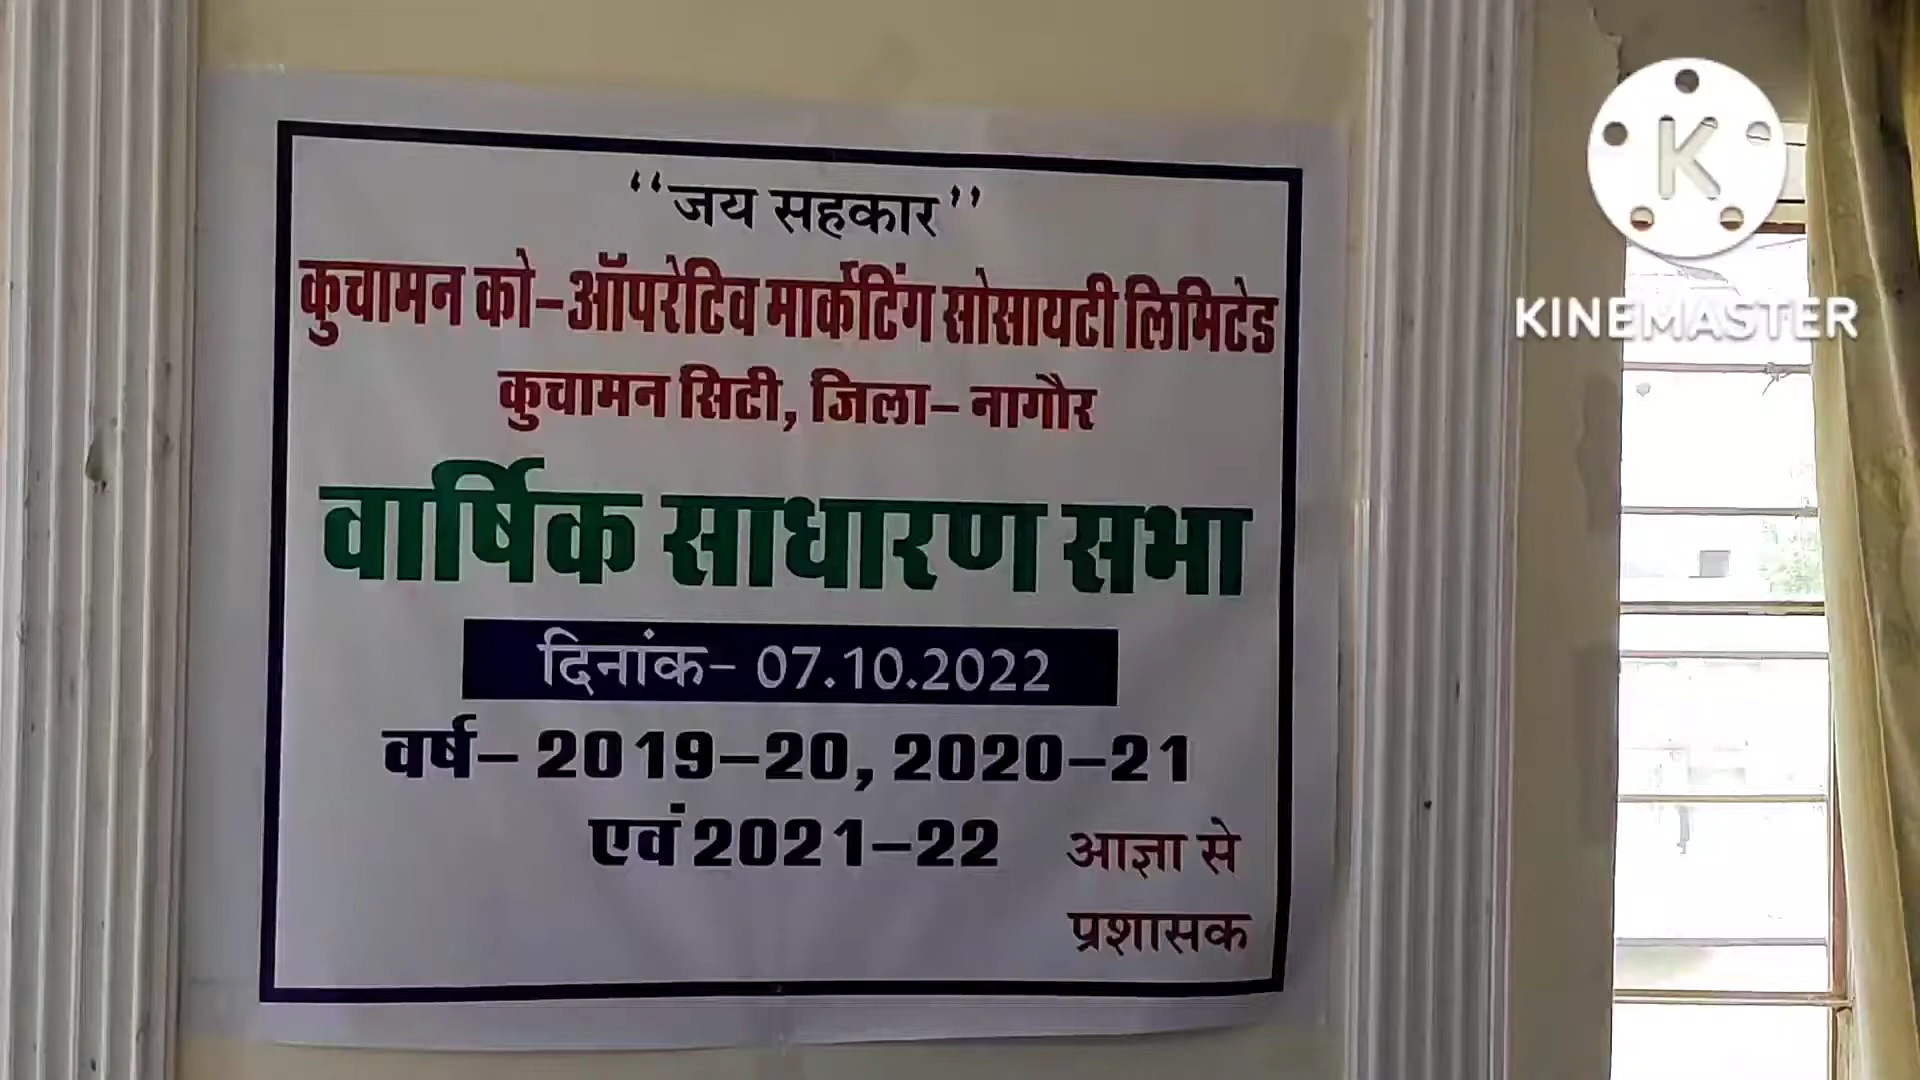 “जय सहकार”
कुचामन को-ऑपरेटिव मार्केटिंग सोसायटी लिमिटेड
कुचामन सिटी, जिला- नागौर
वार्षिक साधारण सभा
दिनांक- 07.10.2022
वर्ष- 2019-20, 2020-21
एवं 2021-22
आज्ञा से
प्रशासक
K
KINEMASTER